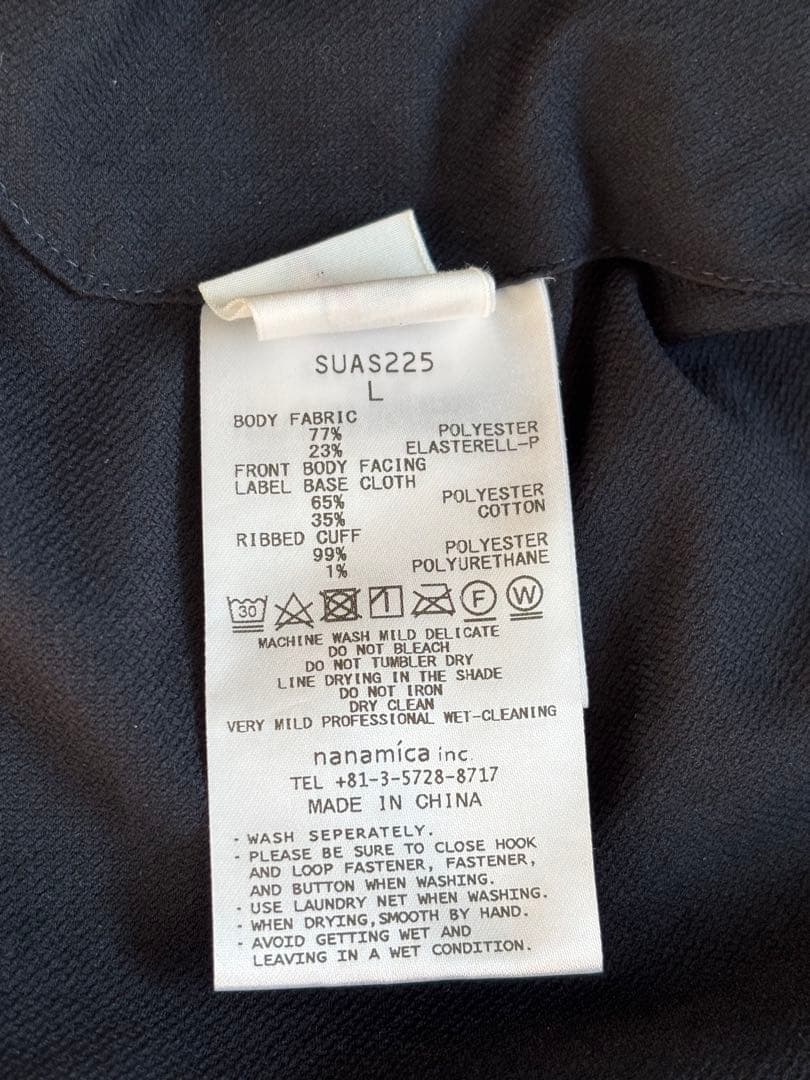 SUAS225
L
BODY FABRIC
77% POLYESTER
23% ELASTERELL-P
FRONT BODY FACING
LABEL BASE CLOTH
65% POLYESTER
35% COTTON
RIBBED CUFF
99% POLYESTER
1% POLYURETHANE
30 F W
MACHINE WASH MILD DELICATE
DO NOT BLEACH
DO NOT TUMBLER DRY
LINE DRYING IN THE SHADE
DO NOT IRON
DRY CLEAN
VERY MILD PROFESSIONAL WET-CLEANING
nanamíca inc.
TEL +81-3-5728-8717
MADE IN CHINA
· WASH SEPERATELY.
· PLEASE BE SURE TO CLOSE HOOK
AND LOOP FASTENER, FASTENER,
AND BUTTON WHEN WASHING.
· USE LAUNDRY NET WHEN WASHING.
· WHEN DRYING,SMOOTH BY HAND.
· AVOID GETTING WET AND
LEAVING IN A WET CONDITION.